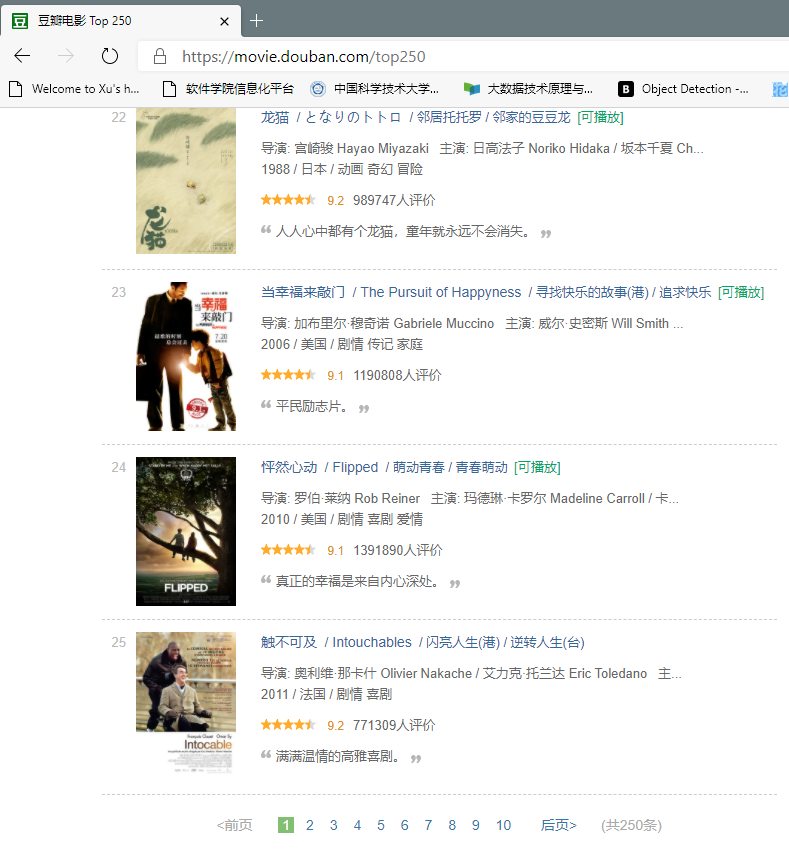 豆瓣电影 Top 250
https://movie.douban.com/top250
Welcome to Xu's h... 软件学院信息化平台 中国科学技术大学... 大数据技术原理与... B Object Detection -...
22
龙猫 / となりのトトロ / 邻居托托罗 / 邻家的豆豆龙 [可播放]
导演: 宫崎骏 Hayao Miyazaki 主演: 日高法子 Noriko Hidaka / 坂本千夏 Ch...
1988 / 日本 / 动画 奇幻 冒险
9.2 989747人评价
“ 人人心中都有个龙猫，童年就永远不会消失。 ”
龙猫
23
当幸福来敲门 / The Pursuit of Happyness / 寻找快乐的故事(港) / 追求快乐 [可播放]
导演: 加布里尔·穆奇诺 Gabriele Muccino 主演: 威尔·史密斯 Will Smith ...
2006 / 美国 / 剧情 传记 家庭
9.1 1190808人评价
“ 平民励志片。 ”
当幸福
来敲门
7.20
24
怦然心动 / Flipped / 萌动青春 / 青春萌动 [可播放]
导演: 罗伯·莱纳 Rob Reiner 主演: 玛德琳·卡罗尔 Madeline Carroll / 卡...
2010 / 美国 / 剧情 喜剧 爱情
9.1 1391890人评价
“ 真正的幸福是来自内心深处。 ”
FLIPPED
25
触不可及 / Intouchables / 闪亮人生(港) / 逆转人生(台)
导演: 奥利维·那卡什 Olivier Nakache / 艾力克·托兰达 Eric Toledano 主...
2011 / 法国 / 剧情 喜剧
9.2 771309人评价
“ 满满温情的高雅喜剧。 ”
François Cluzet Omar Sy
Intocable
<前页 1 2 3 4 5 6 7 8 9 10 后页> (共250条)